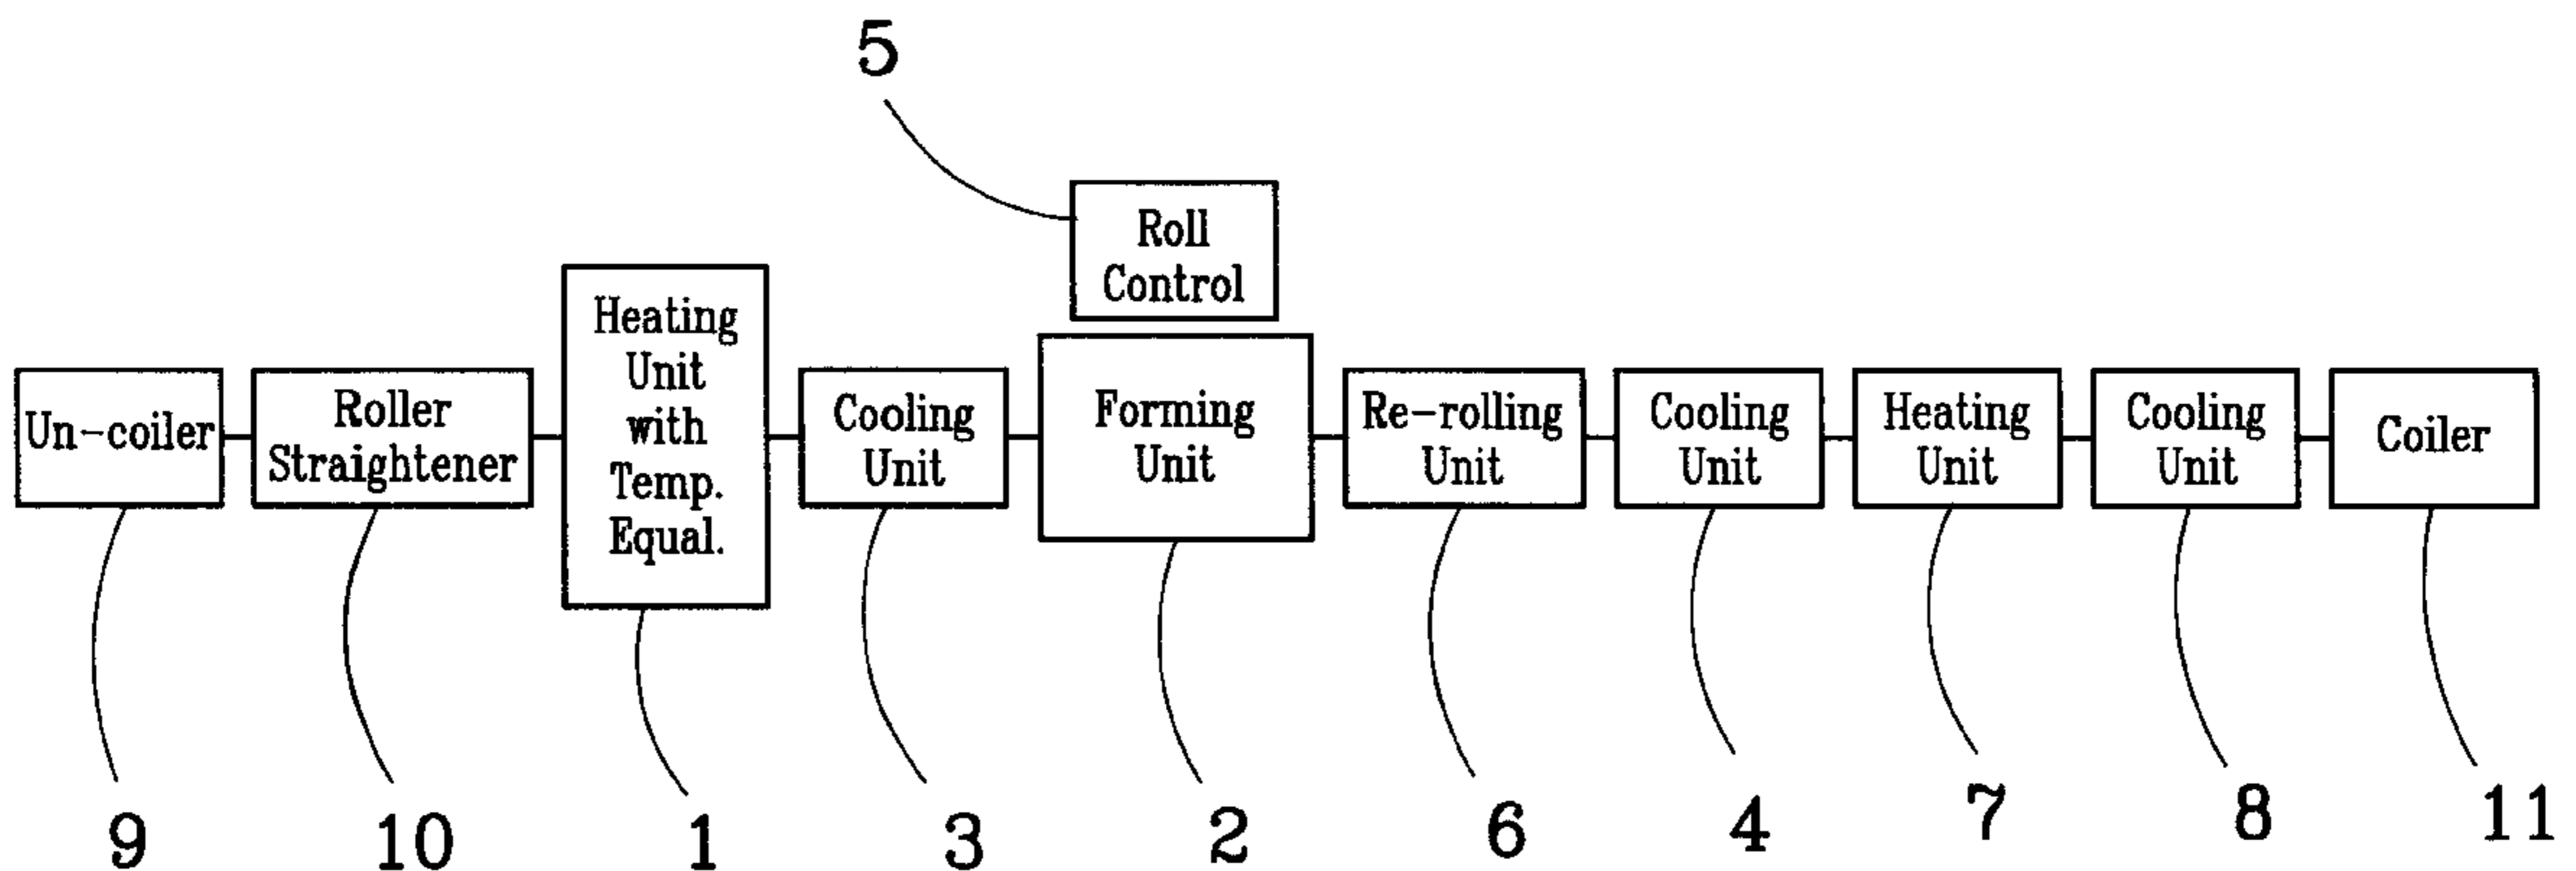 5
Roll
Control
Un-coiler
Roller
Straightener
Heating
Unit
with
Temp.
Equal.
Cooling
Unit
Forming
Unit
Re-rolling
Unit
Cooling
Unit
Heating
Unit
Cooling
Unit
Coiler
9
10
1
3
2
6
4
7
8
11